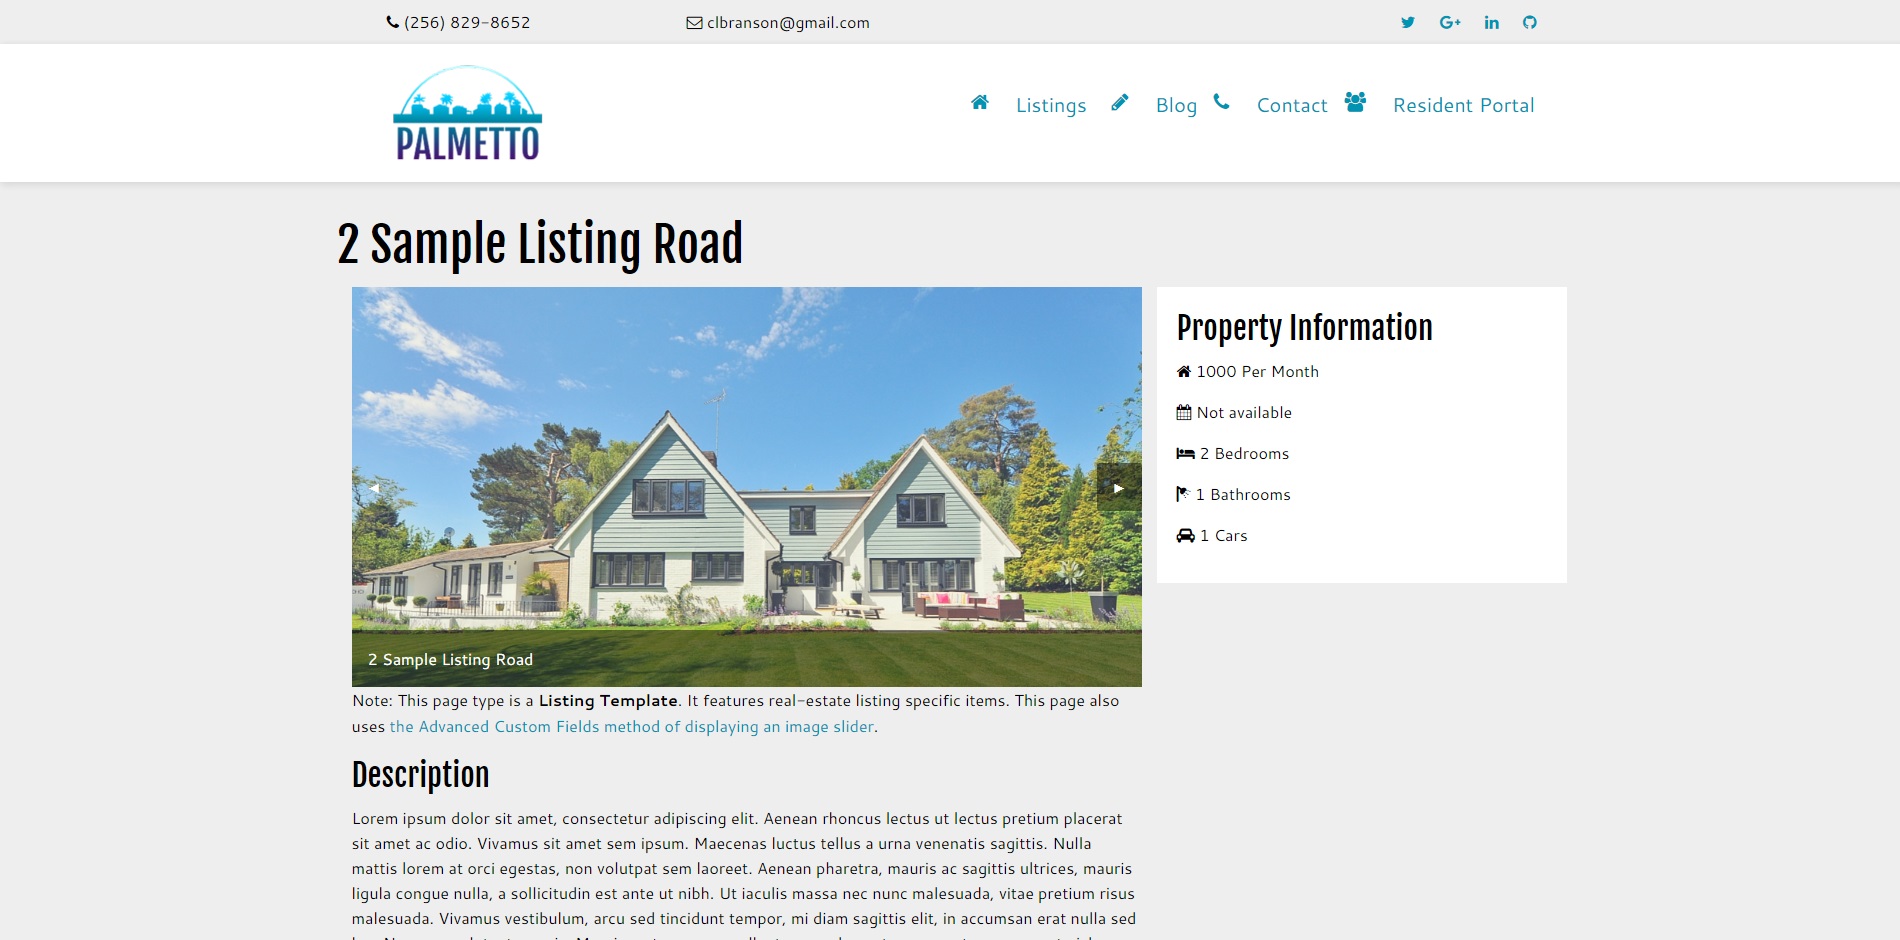 (256) 829-8652
clbranson@gmail.com
PALMETTO
Listings
Blog
Contact
Resident Portal
2 Sample Listing Road
2 Sample Listing Road
Note: This page type is a Listing Template. It features real-estate listing specific items. This page also
uses the Advanced Custom Fields method of displaying an image slider.
Description
Lorem ipsum dolor sit amet, consectetur adipiscing elit. Aenean rhoncus lectus ut lectus pretium placerat
sit amet ac odio. Vivamus sit amet sem ipsum. Maecenas luctus tellus a urna venenatis sagittis. Nulla
mattis lorem at orci egestas, non volutpat sem laoreet. Aenean pharetra, mauris ac sagittis ultrices, mauris
ligula congue nulla, a sollicitudin est ante ut nibh. Ut iaculis massa nec nunc malesuada, vitae pretium risus
malesuada. Vivamus vestibulum, arcu sed tincidunt tempor, mi diam sagittis elit, in accumsan erat nulla sed
Property Information
1000 Per Month
Not available
2 Bedrooms
1 Bathrooms
1 Cars